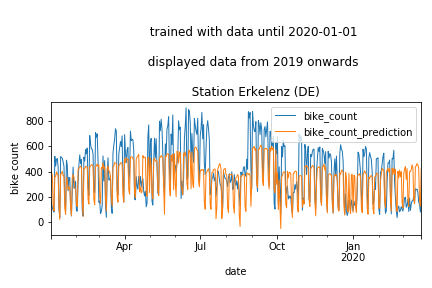 trained with data until 2020-01-01
displayed data from 2019 onwards
Station Erkelenz (DE)
bike_count
bike_count_prediction
bike count
800
600
400
200
0
Apr
Jul
Oct
Jan
2020
date